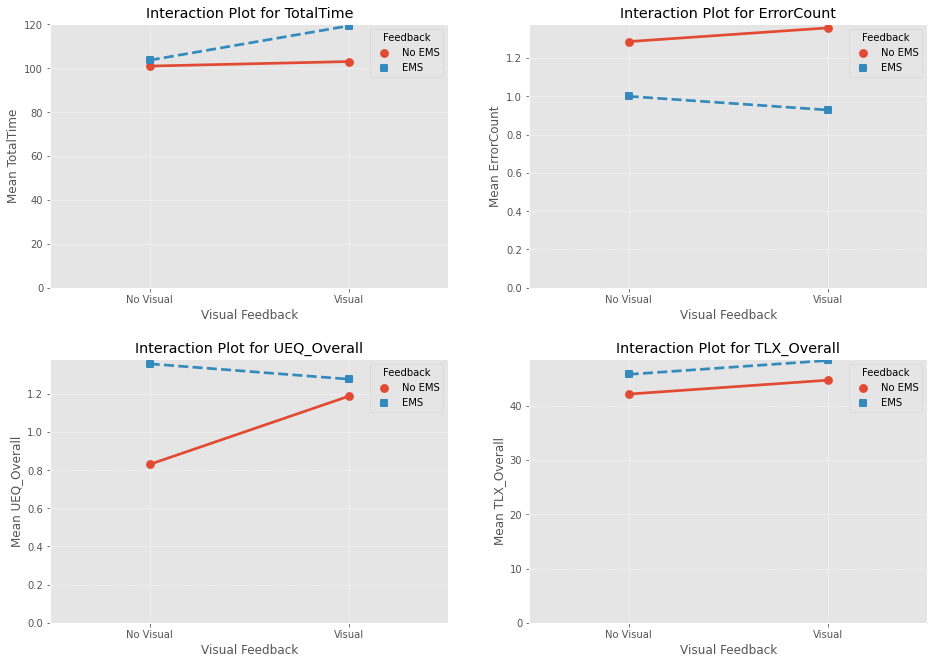 Interaction Plot for TotalTime
Mean TotalTime
120
100
80
60
40
20
0
Feedback
No EMS
EMS
No Visual
Visual
Visual Feedback
Interaction Plot for ErrorCount
Mean ErrorCount
1.2
1.0
0.8
0.6
0.4
0.2
0.0
Feedback
No EMS
EMS
No Visual
Visual
Visual Feedback
Interaction Plot for UEQ_Overall
Mean UEQ_Overall
1.2
1.0
0.8
0.6
0.4
0.2
0.0
Feedback
No EMS
EMS
No Visual
Visual
Visual Feedback
Interaction Plot for TLX_Overall
Mean TLX_Overall
40
30
20
10
0
Feedback
No EMS
EMS
No Visual
Visual
Visual Feedback